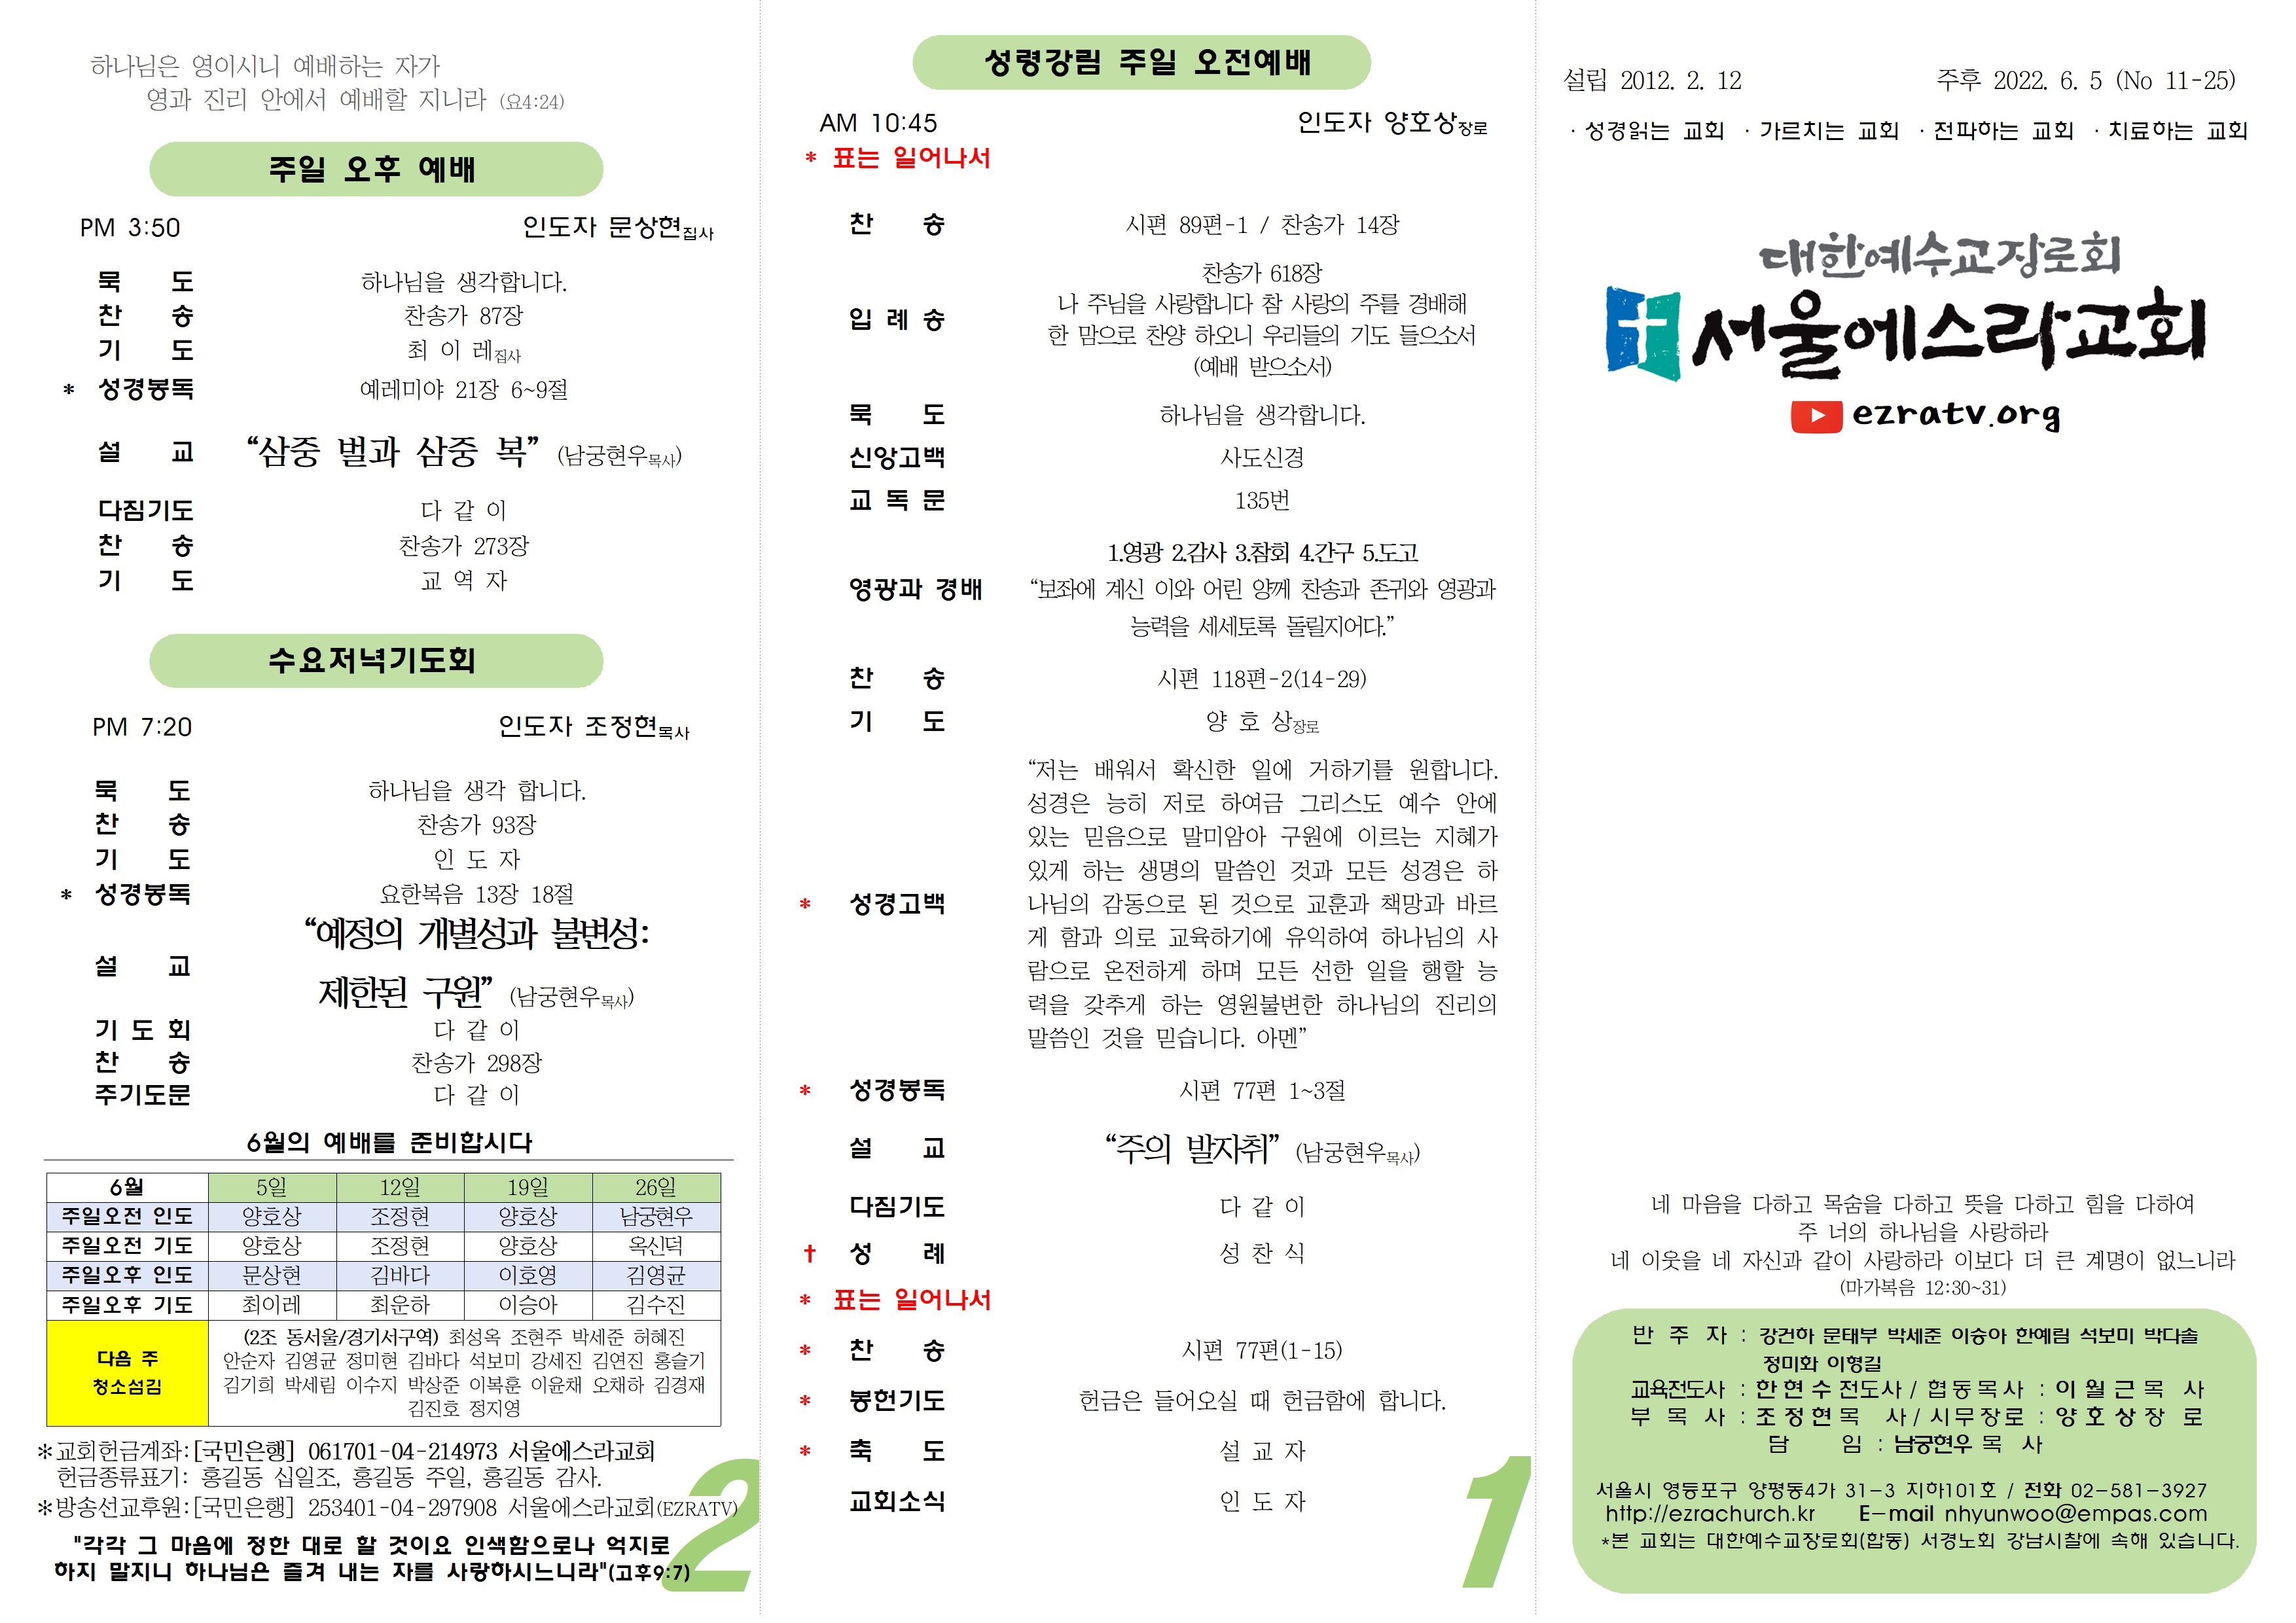 하나님은 영이시니 예배하는 자가
영과 진리 안에서 예배할 지니라 (요4:24)
주일 오후 예배
PM 3:50 인도자 문상현집사
묵 도 하나님을 생각합니다.
찬 송 찬송가 87장
기 도 최 이 레집사
* 성경봉독 예레미야 21장 6~9절
설 교 “삼중 벌과 삼중 복” (남궁현우목사)
다짐기도 다 같 이
찬 송 찬송가 273장
기 도 교 역 자
수요저녁기도회
PM 7:20 인도자 조정현목사
묵 도 하나님을 생각 합니다.
찬 송 찬송가 93장
기 도 인 도 자
* 성경봉독 요한복음 13장 18절
설 교 “예정의 개별성과 불변성:
제한된 구원” (남궁현우목사)
기 도 회 다 같 이
찬 송 찬송가 298장
주기도문 다 같 이
6월의 예배를 준비합시다
6월 5일 12일 19일 26일
주일오전 인도 양호상 조정현 양호상 남궁현우
주일오전 기도 양호상 조정현 양호상 옥신덕
주일오후 인도 문상현 김바다 이호영 김영균
주일오후 기도 최이레 최운하 이승아 김수진
다음 주
청소섬김
(2조 동서울/경기서구역) 최성옥 조현주 박세준 허혜진
안순자 김영균 정미현 김바다 석보미 강세진 김연진 홍슬기
김기희 박세림 이수지 박상준 이복훈 이윤채 오채하 김경재
김진호 정지영
*교회헌금계좌:[국민은행] 061701-04-214973 서울에스라교회
헌금종류표기: 홍길동 십일조, 홍길동 주일, 홍길동 감사.
*방송선교후원:[국민은행] 253401-04-297908 서울에스라교회(EZRATV)
"각각 그 마음에 정한 대로 할 것이요 인색함으로나 억지로
하지 말지니 하나님은 즐겨 내는 자를 사랑하시느니라"(고후9:7)
2
성령강림 주일 오전예배
AM 10:45 인도자 양호상장로
* 표는 일어나서
찬 송 시편 89편-1 / 찬송가 14장
입 례 송 찬송가 618장
나 주님을 사랑합니다 참 사랑의 주를 경배해
한 맘으로 찬양 하오니 우리들의 기도 들으소서
(예배 받으소서)
묵 도 하나님을 생각합니다.
신앙고백 사도신경
교 독 문 135번
영광과 경배 1.영광 2.감사 3.참회 4.간구 5.도고
“보좌에 계신 이와 어린 양께 찬송과 존귀와 영광과
능력을 세세토록 돌릴지어다.”
찬 송 시편 118편-2(14-29)
기 도 양 호 상장로
* 성경고백
“저는 배워서 확신한 일에 거하기를 원합니다.
성경은 능히 저로 하여금 그리스도 예수 안에
있는 믿음으로 말미암아 구원에 이르는 지혜가
있게 하는 생명의 말씀인 것과 모든 성경은 하
나님의 감동으로 된 것으로 교훈과 책망과 바르
게 함과 의로 교육하기에 유익하여 하나님의 사
람으로 온전하게 하며 모든 선한 일을 행할 능
력을 갖추게 하는 영원불변한 하나님의 진리의
말씀인 것을 믿습니다. 아멘”
* 성경봉독 시편 77편 1~3절
설 교 “주의 발자취” (남궁현우목사)
다짐기도 다 같 이
† 성 례 성 찬 식
* 표는 일어나서
* 찬 송 시편 77편(1-15)
* 봉헌기도 헌금은 들어오실 때 헌금함에 합니다.
* 축 도 설 교 자
교회소식 인 도 자
1
설립 2012. 2. 12 주후 2022. 6. 5 (No 11-25)
· 성경읽는 교회 · 가르치는 교회 · 전파하는 교회 · 치료하는 교회
대한예수교장로회
서울에스라교회
ezratv.org
네 마음을 다하고 목숨을 다하고 뜻을 다하고 힘을 다하여
주 너의 하나님을 사랑하라
네 이웃을 네 자신과 같이 사랑하라 이보다 더 큰 계명이 없느니라
(마가복음 12:30~31)
반 주 자 : 강건하 문태부 박세준 이승아 한예림 석보미 박다솔
정미화 이형길
교육전도사 : 한 현 수 전도사 / 협 동 목 사 : 이 월 근 목 사
부 목 사 : 조 정 현 목 사 / 시 무 장 로 : 양 호 상 장 로
담 임 : 남궁현우 목 사
서울시 영등포구 양평동4가 31-3 지하101호 / 전화 02-581-3927
http://ezrachurch.kr E-mail nhyunwoo@empas.com
*본 교회는 대한예수교장로회(합동) 서경노회 강남시찰에 속해 있습니다.